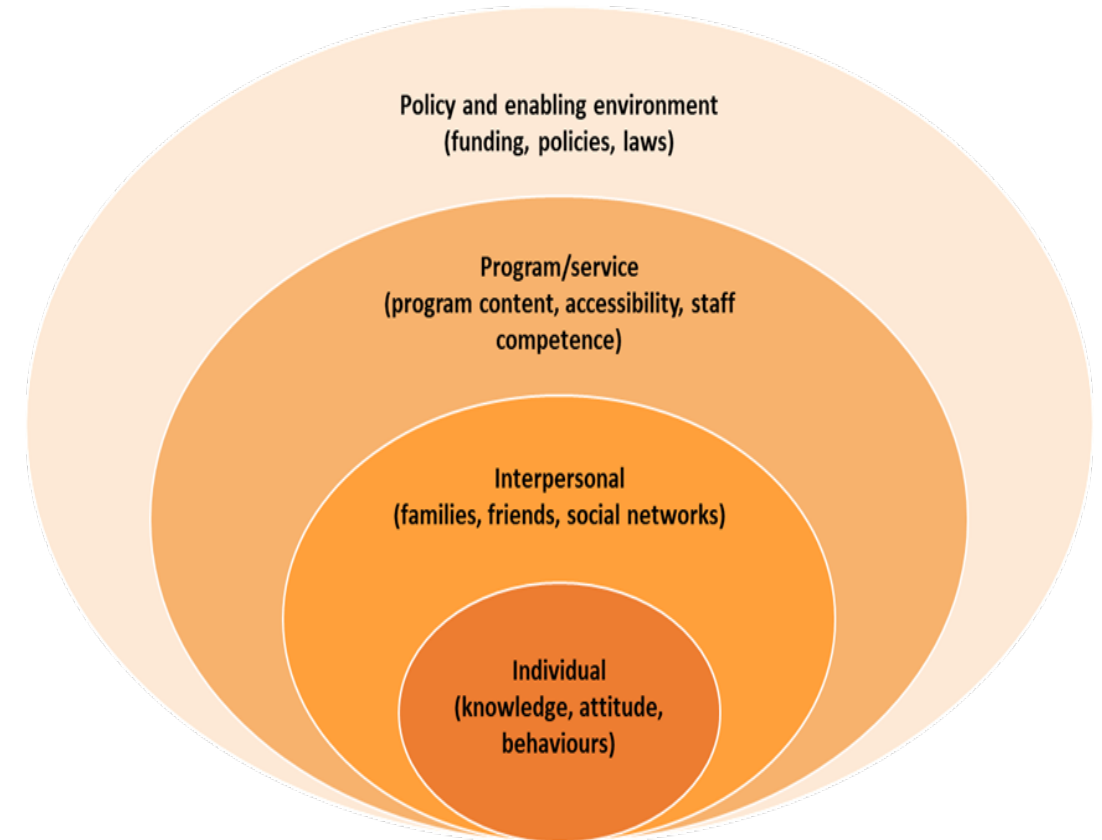 Policy and enabling environment
(funding, policies, laws)
Program/service
(program content, accessibility, staff
competence)
Interpersonal
(families, friends, social networks)
Individual
(knowledge, attitude,
behaviours)